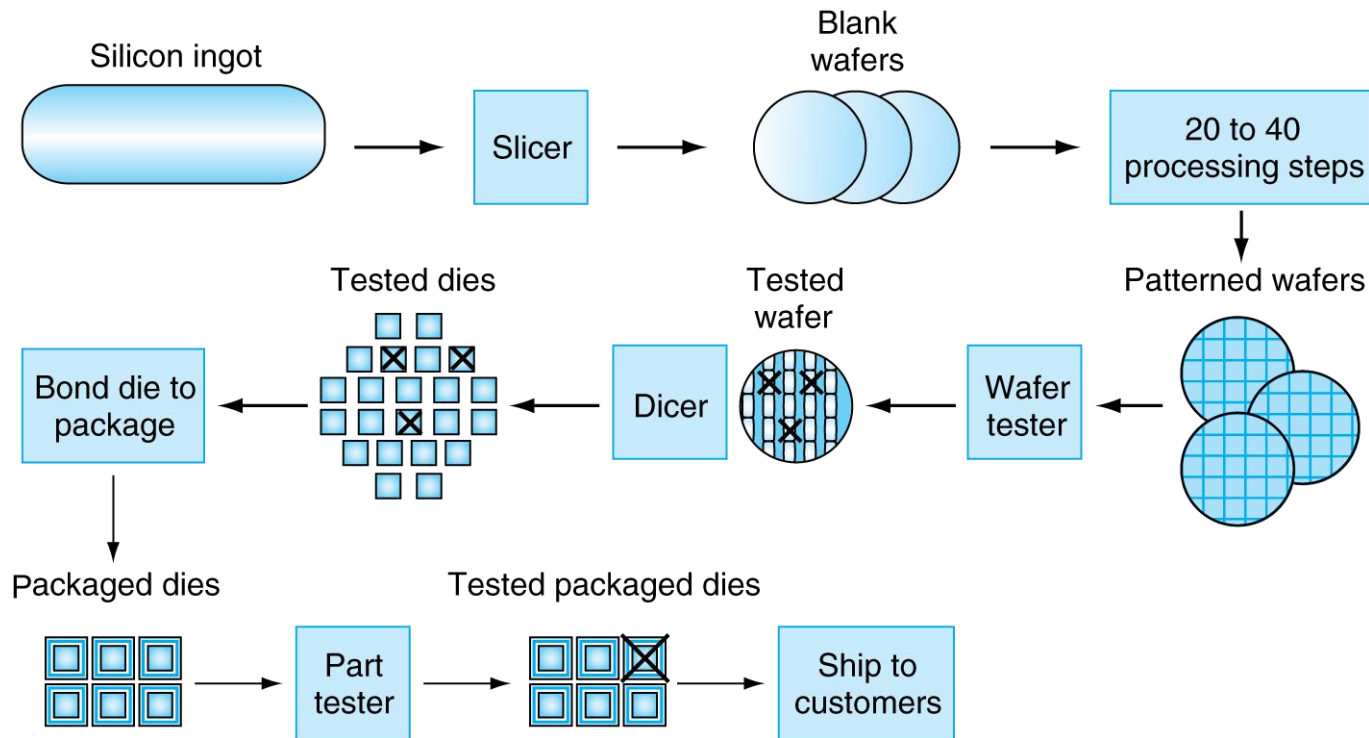 Silicon ingot
Slicer
Blank
wafers
20 to 40
processing steps
Tested dies
Tested
wafer
Patterned wafers
Bond die to
package
Dicer
Wafer
tester
Packaged dies
Tested packaged dies
Part
tester
Ship to
customers